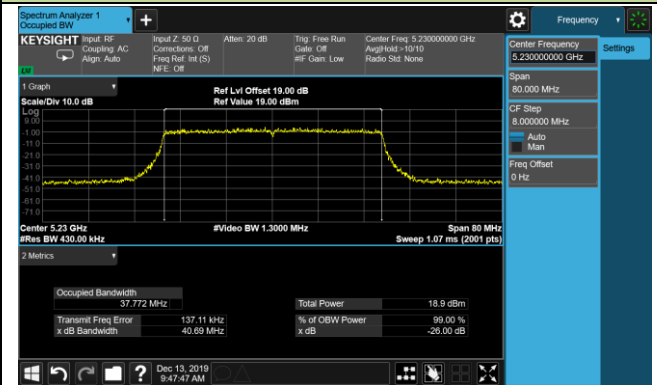 Spectrum Analyzer 1
Occupied BW
Frequency
KEYSIGHT
Input: RF
Coupling: AC
Align: Auto
Input Z: 50 Ω
Corrections: Off
Freq Ref: Int (S)
NFE: Off
Atten: 20 dB
Trig: Free Run
Gate: Off
#IF Gain: Low
Center Freq: 5.230000000 GHz
Avg|Hold:>10/10
Radio Std: None
Center Frequency
5.230000000 GHz
Settings
Span
80.000 MHz
CF Step
8.000000 MHz
Auto
Man
Freq Offset
0 Hz
1 Graph
Ref Lvl Offset 19.00 dB
Scale/Div 10.0 dB
Ref Value 19.00 dBm
Log
9.00
-1.00
-11.0
-21.0
-31.0
-41.0
-51.0
-61.0
-71.0
Center 5.23 GHz
#Video BW 1.3000 MHz
Span 80 MHz
#Res BW 430.00 kHz
Sweep 1.07 ms (2001 pts)
2 Metrics
Occupied Bandwidth
37.772 MHz
Total Power
18.9 dBm
Transmit Freq Error
137.11 kHz
% of OBW Power
99.00 %
x dB Bandwidth
40.69 MHz
x dB
-26.00 dB
Dec 13, 2019
9:47:47 AM